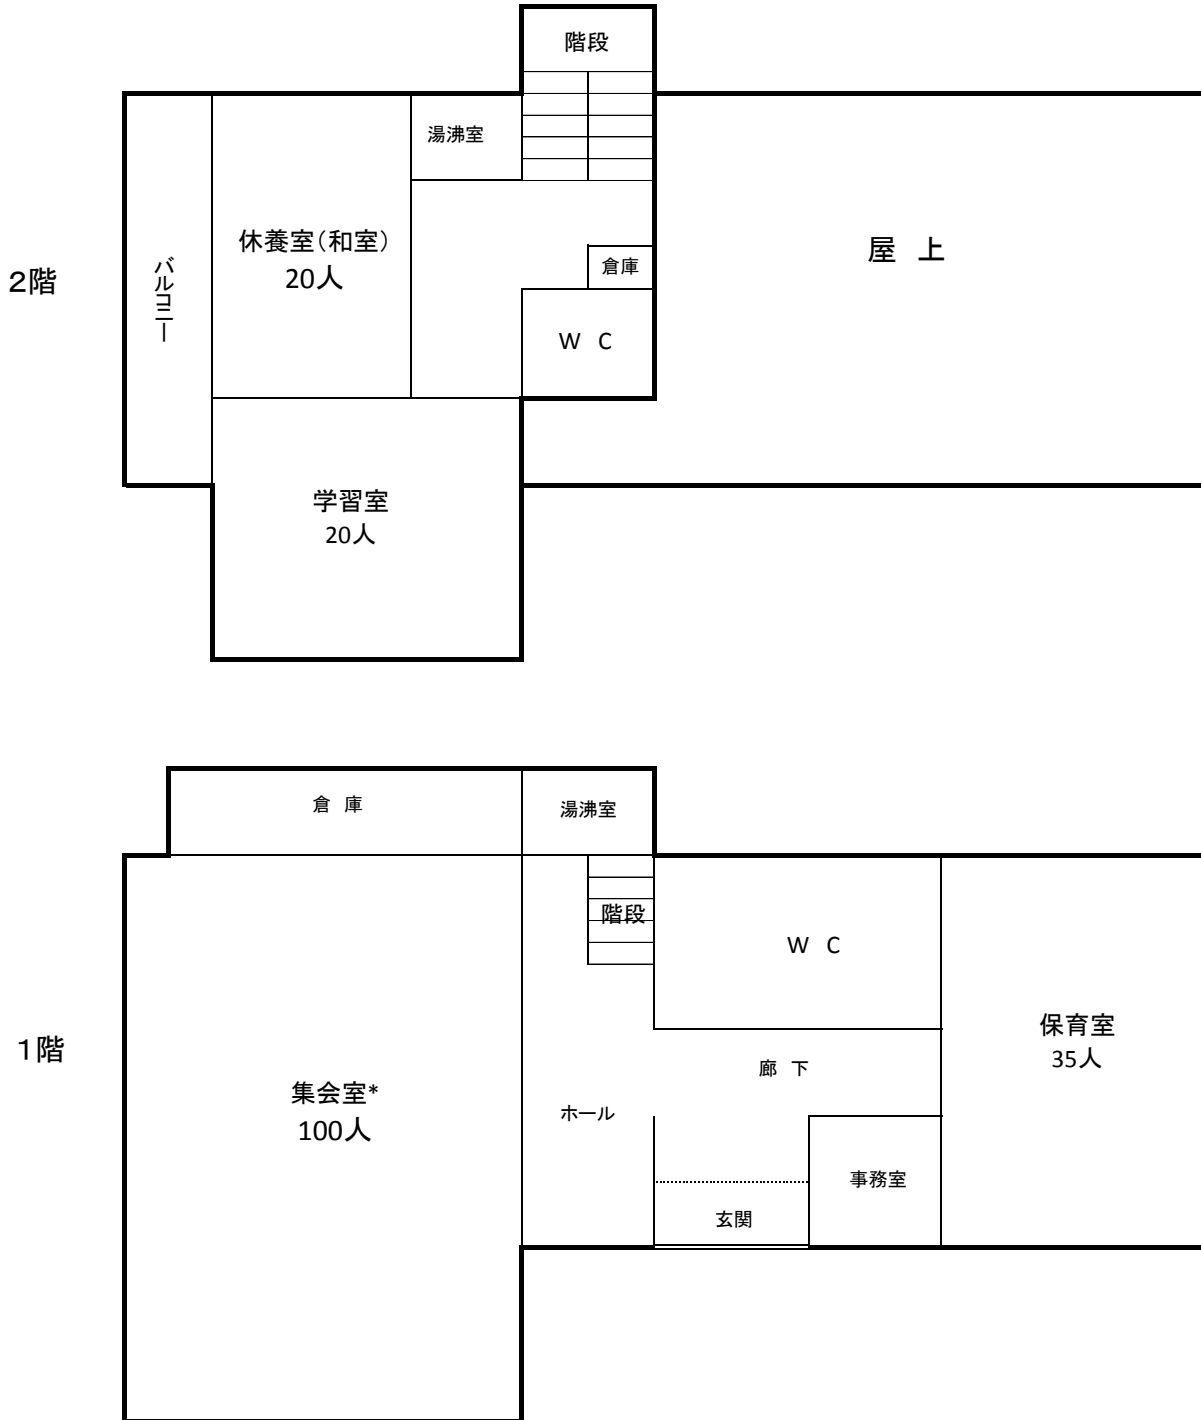 階段
湯沸室
2階
バルコニー
休養室（和室）
20人
倉庫
屋 上
W C
学習室
20人
倉 庫
湯沸室
階段
W C
1階
保育室
35人
廊 下
集会室*
100人
ホール
事務室
玄関